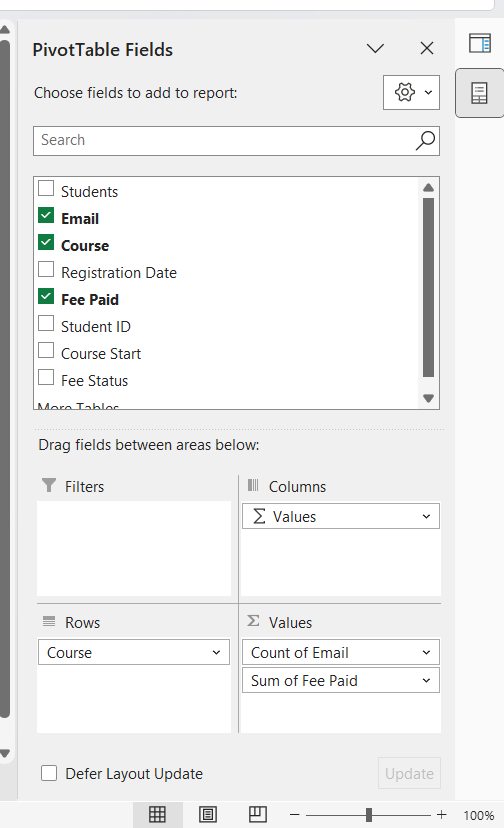 PivotTable Fields
Choose fields to add to report:
Search
Students
Email
Course
Registration Date
Fee Paid
Student ID
Course Start
Fee Status
More Tables
Drag fields between areas below:
Filters
Columns
Σ Values
Rows
Σ Values
Course
Count of Email
Sum of Fee Paid
Defer Layout Update
Update
100%